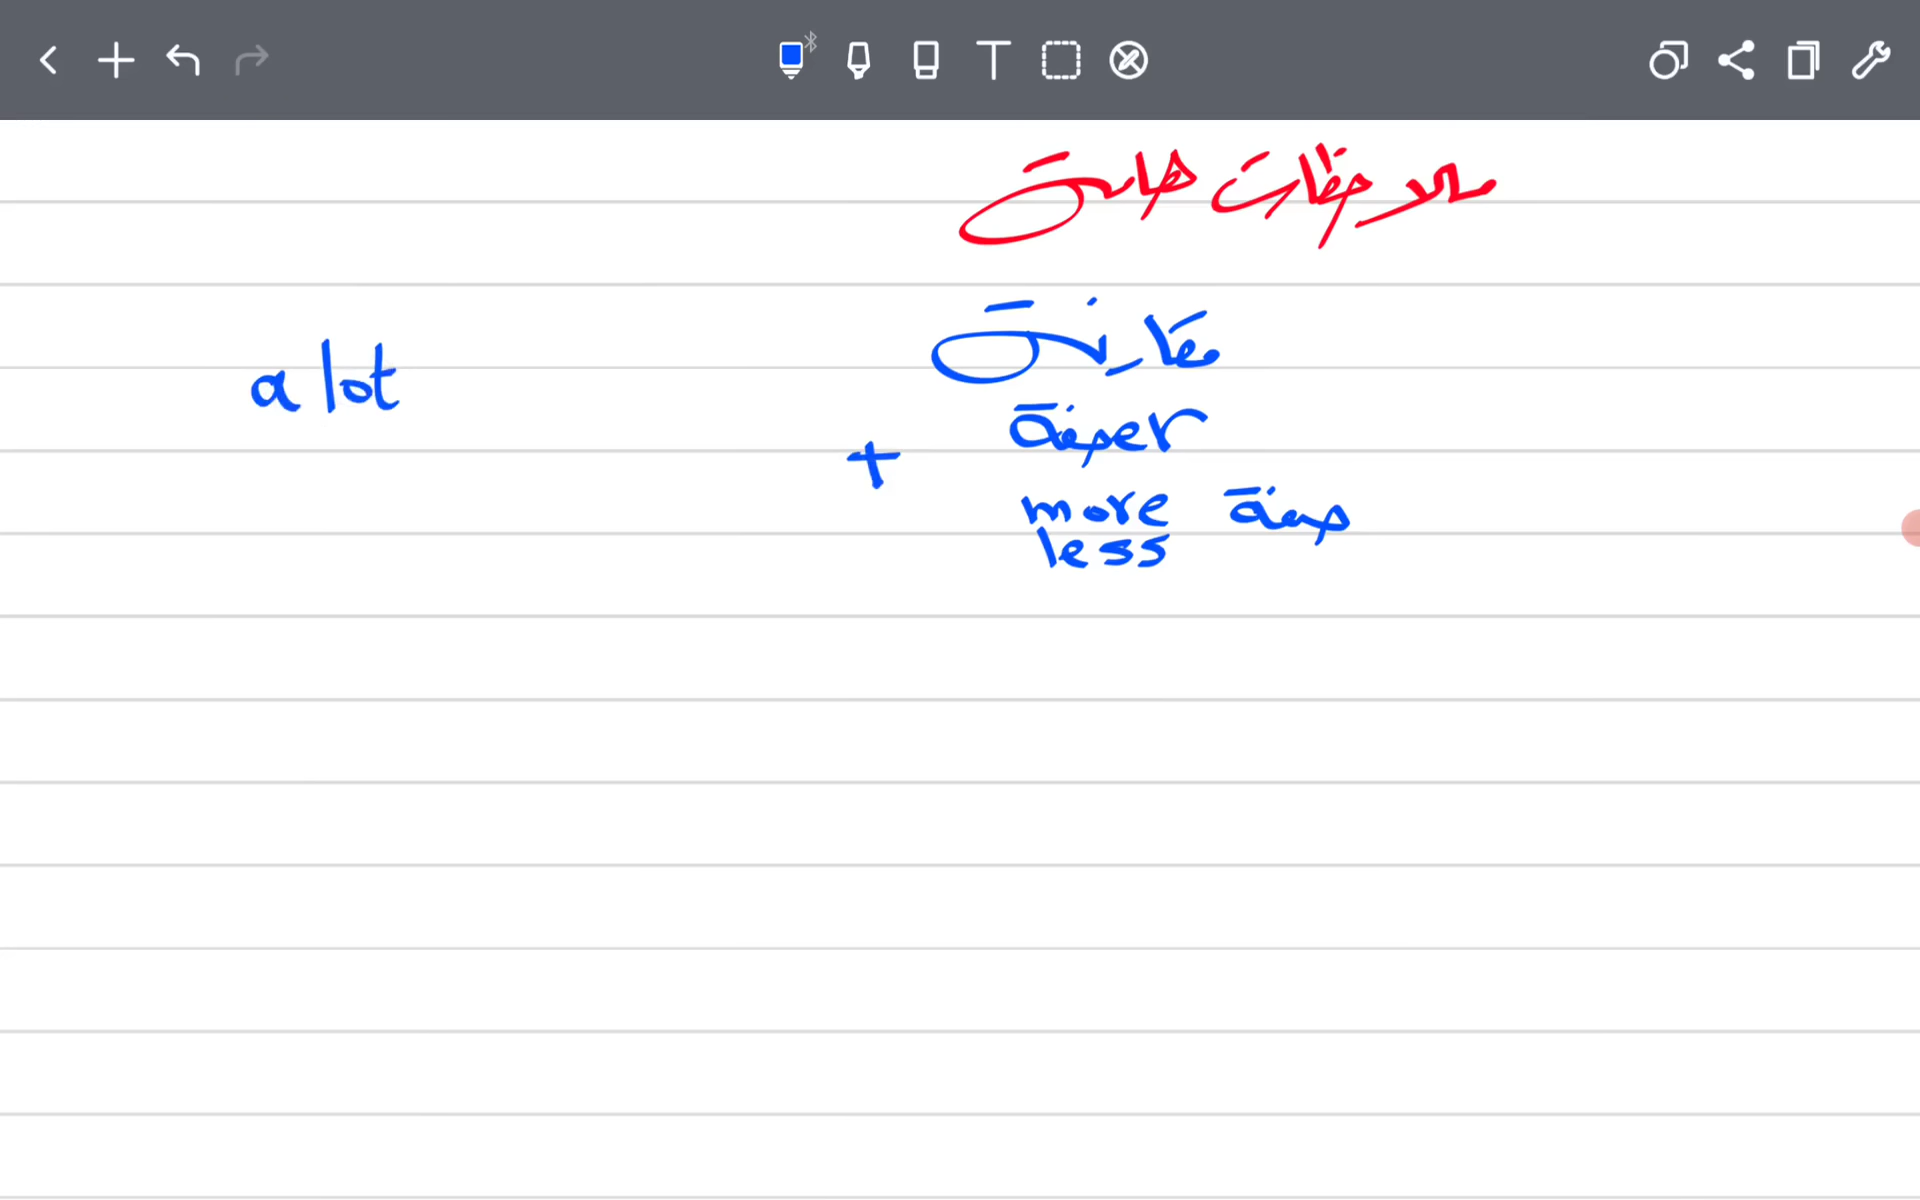 ملاحظات هامة
مقارنة
a lot + صفة er
more صفة
less